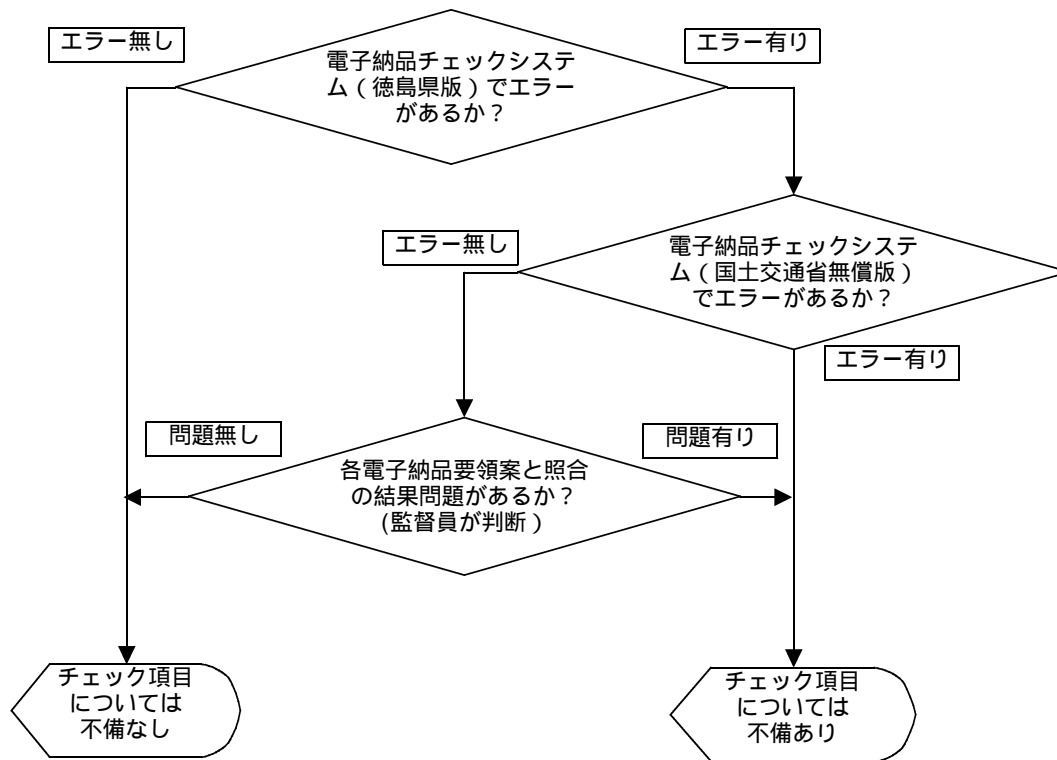 エラー無し
電子納品チェックシステ
ム（徳島県版）でエラー
があるか？
エラー有り
エラー無し
電子納品チェックシステ
ム（国土交通省無償版）
でエラーがあるか？
エラー有り
問題無し
各電子納品要領案と照合
の結果問題があるか？
(監督員が判断）
問題有り
チェック項目
については
不備なし
チェック項目
については
不備あり